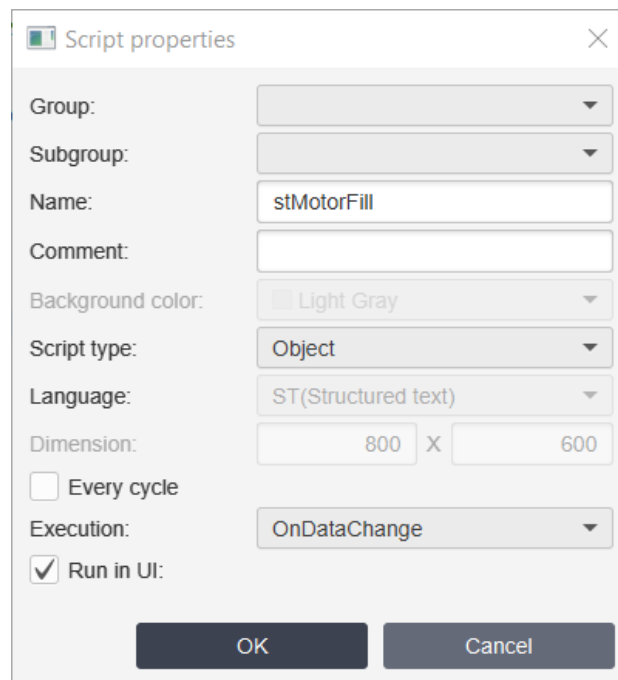 Script properties
Group:
Subgroup:
Name: stMotorFill
Comment:
Background color: Light Gray
Script type: Object
Language: ST(Structured text)
Dimension: 800 X 600
Every cycle
Execution: OnDataChange
Run in UI:
OK Cancel